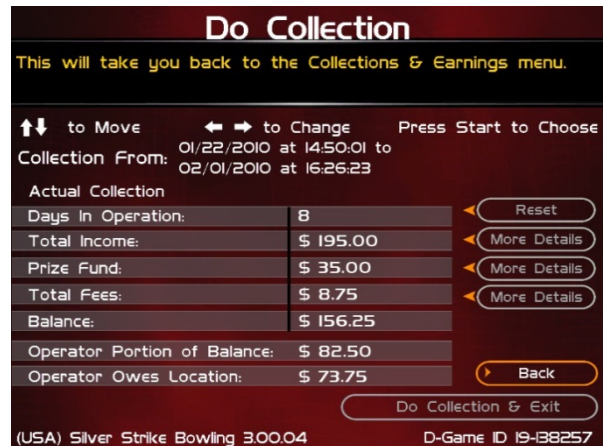 Do Collection
This will take you back to the Collections & Earnings menu.
to Move to Change Press Start to Choose
Collection From: 01/22/2010 at 14:50:01 to
02/01/2010 at 16:26:23
Actual Collection
Days In Operation: 8 Reset
Total Income: $ 195.00 More Details
Prize Fund: $ 35.00 More Details
Total Fees: $ 8.75 More Details
Balance: $ 156.25
Operator Portion of Balance: $ 82.50
Operator Owes Location: $ 73.75 Back
Do Collection & Exit
(USA) Silver Strike Bowling 3.00.04 D-Game ID 19-138257